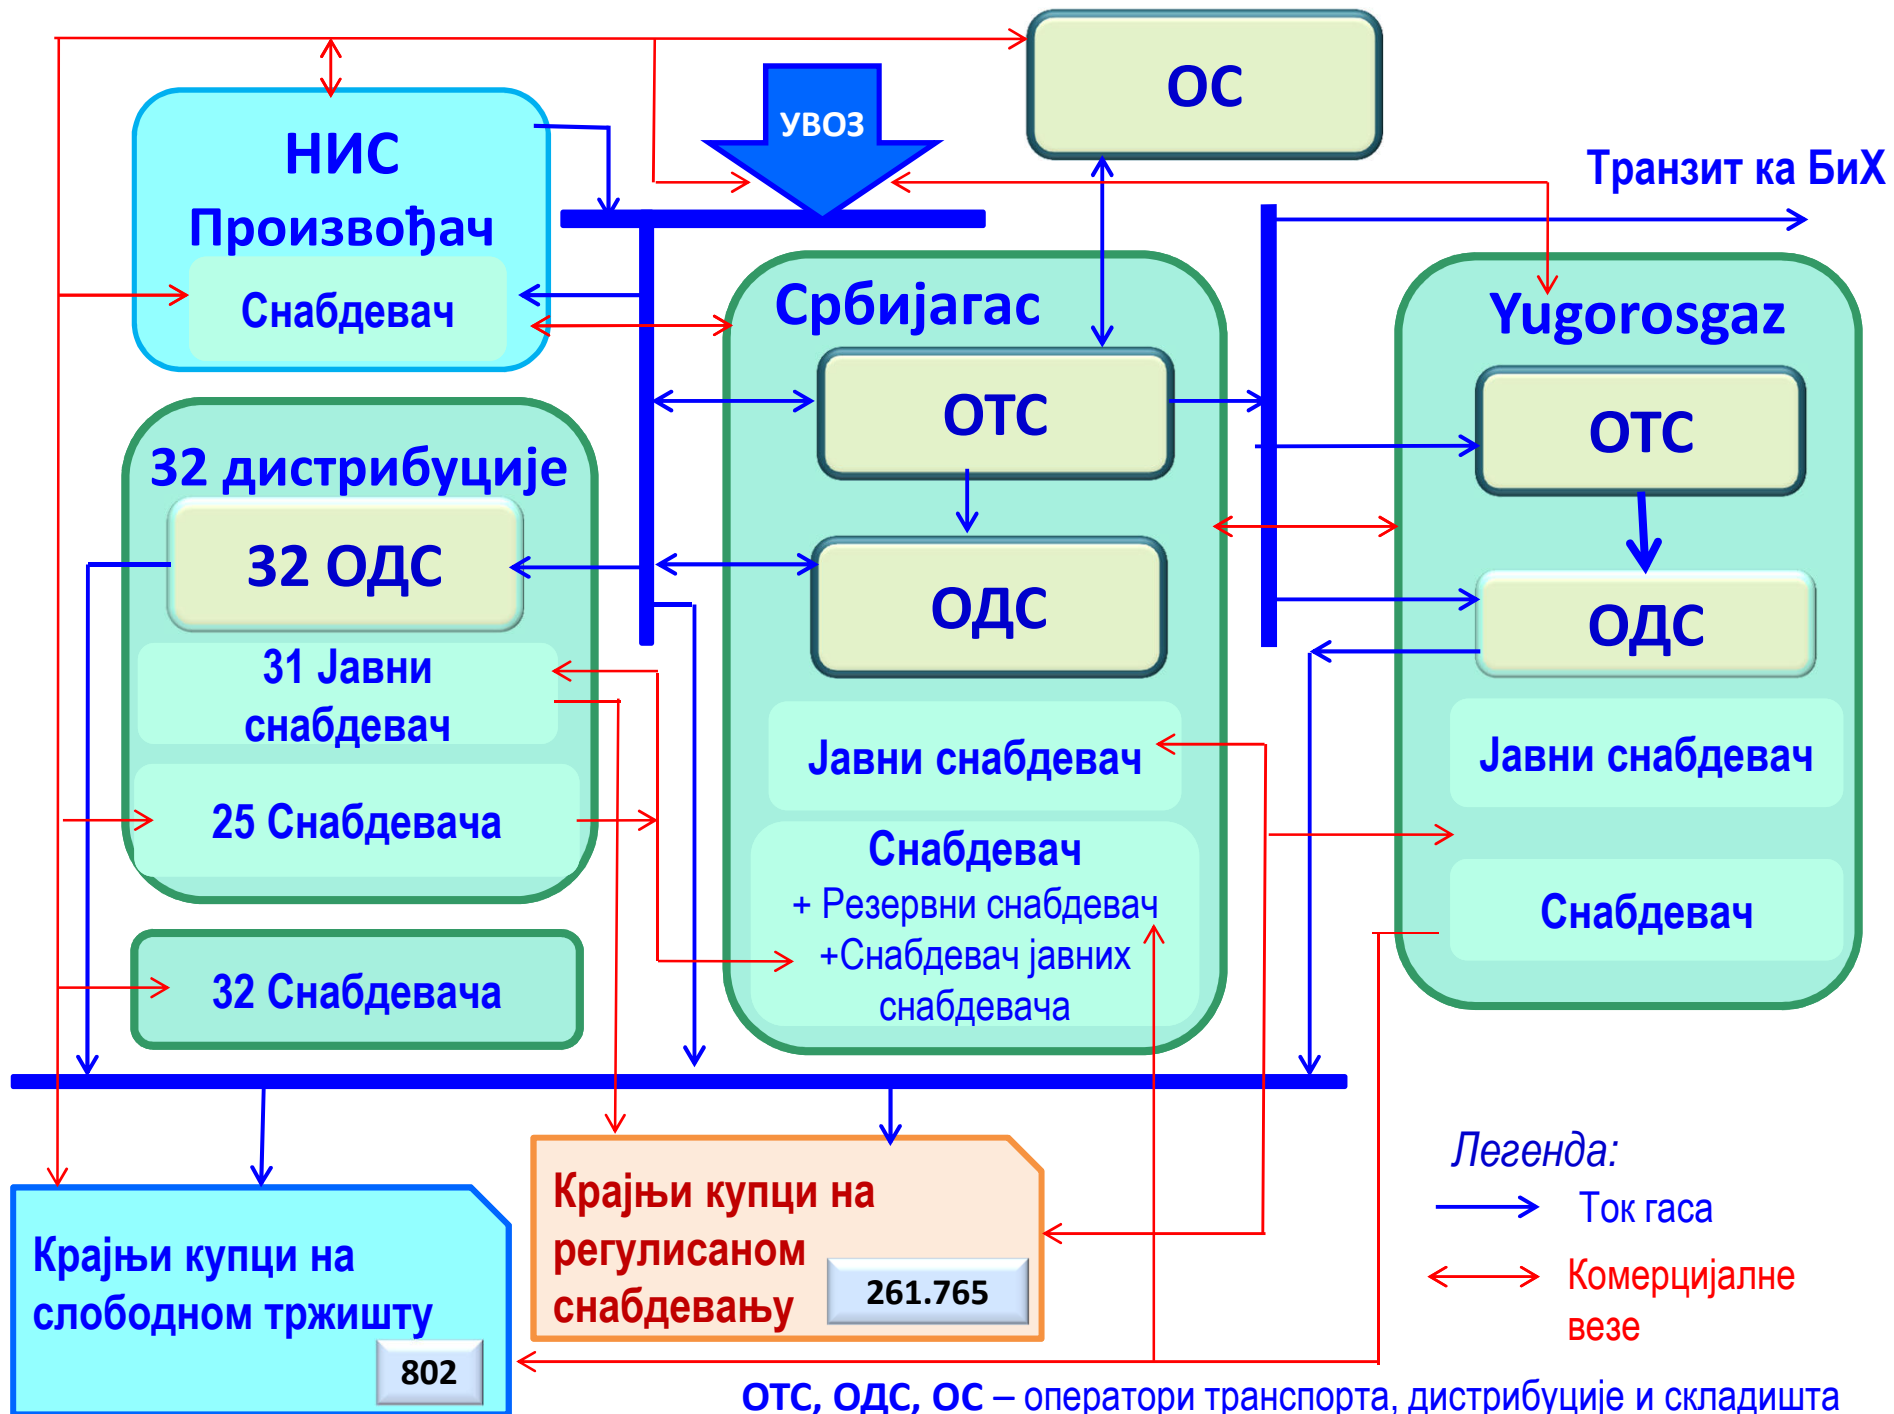 ОС
УВОЗ
НИС
Произвођач
Снабдевач
Транзит ка БиХ
Србијагас
ОТС
ОДС
Јавни снабдевач
Снабдевач
+ Резервни снабдевач
+Снабдевач јавних
снабдевача
Yugorosgaz
ОТС
ОДС
Јавни снабдевач
Снабдевач
32 дистрибуције
32 ОДС
31 Јавни
снабдевач
25 Снабдевача
32 Снабдевача
Крајњи купци на
слободном тржишту
802
Крајњи купци на
регулисаном
снабдевању
261.765
Легенда:
Ток гаса
Комерцијалне
везе
ОТС, ОДС, ОС – оператори транспорта, дистрибуције и складишта